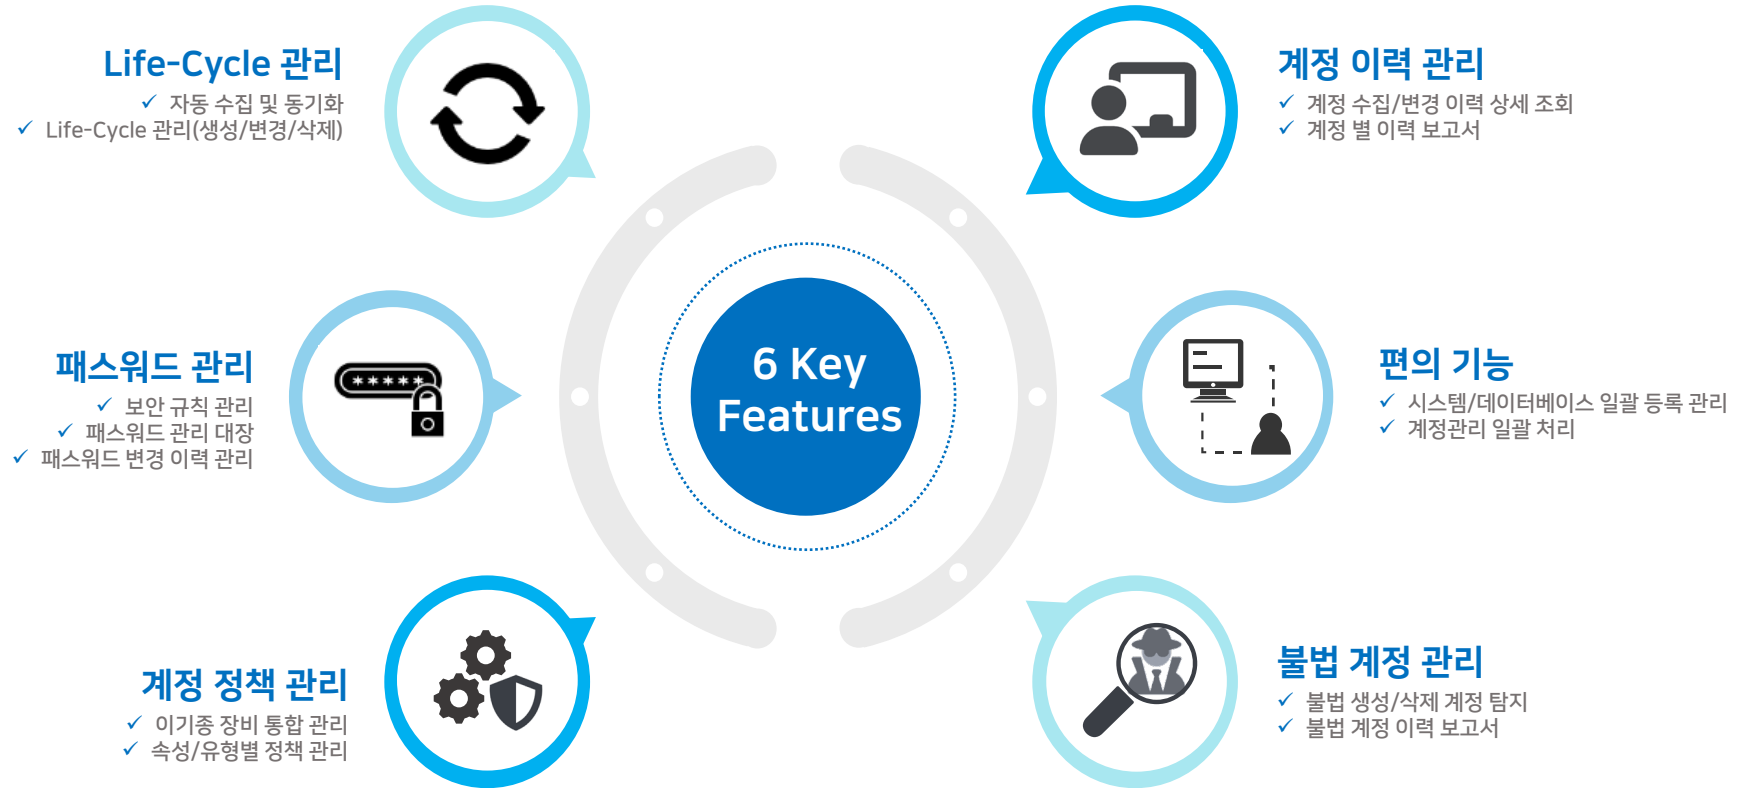 Life-Cycle 관리
✓ 자동 수집 및 동기화
✓ Life-Cycle 관리(생성/변경/삭제)
패스워드 관리
✓ 보안 규칙 관리
✓ 패스워드 관리 대장
✓ 패스워드 변경 이력 관리
*****
계정 정책 관리
✓ 이기종 장비 통합 관리
✓ 속성/유형별 정책 관리
6 Key
Features
계정 이력 관리
✓ 계정 수집/변경 이력 상세 조회
✓ 계정 별 이력 보고서
편의 기능
✓ 시스템/데이터베이스 일괄 등록 관리
✓ 계정관리 일괄 처리
불법 계정 관리
✓ 불법 생성/삭제 계정 탐지
✓ 불법 계정 이력 보고서